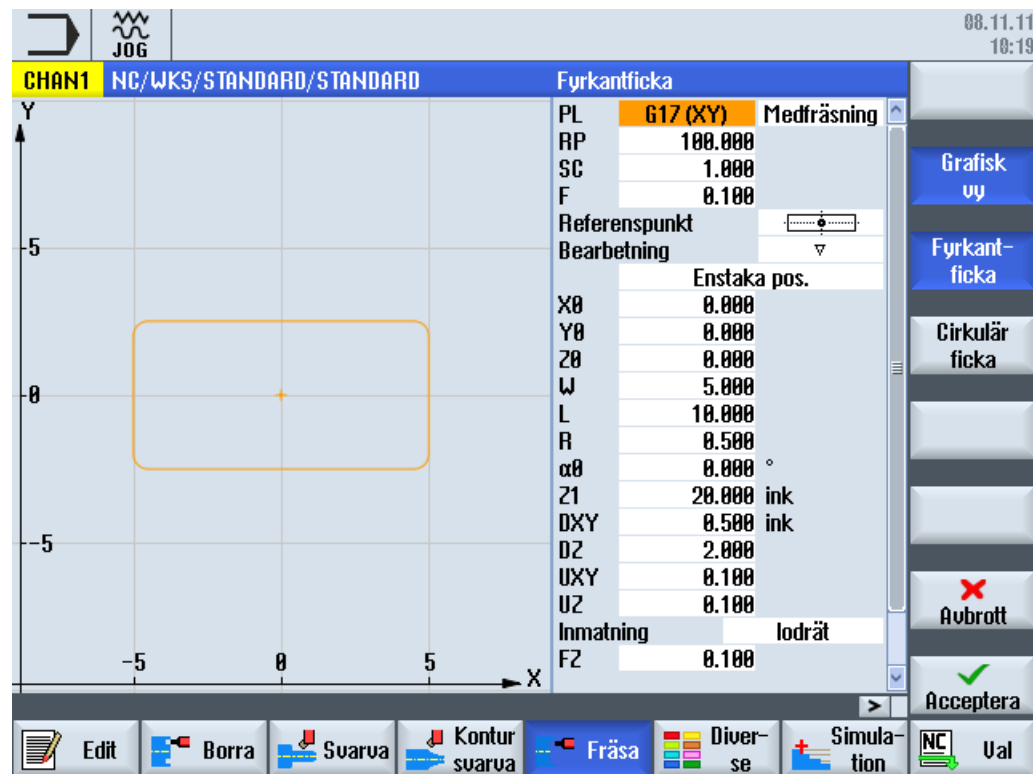 JOG
08.11.11
10:19
CHAN1 NC/WKS/STANDARD/STANDARD
Fyrkantficka
Y
5
0
-5
-5 0 5
X
PL G17 (XY) Medfräsning
RP 100.000
SC 1.000
F 0.100
Referenspunkt
Bearbetning ▽
Enstaka pos.
X0 0.000
Y0 0.000
Z0 0.000
W 5.000
L 10.000
R 0.500
α0 0.000 °
Z1 20.000 ink
DXY 0.500 ink
DZ 2.000
UXY 0.100
UZ 0.100
Inmatning lodrät
FZ 0.100
Grafisk
vy
Fyrkant-
ficka
Cirkulär
ficka
Avbrott
Acceptera
>
Edit
Borra
Svarva
Kontur
svarva
Fräsa
Diver-
se
Simula-
tion
NC Val